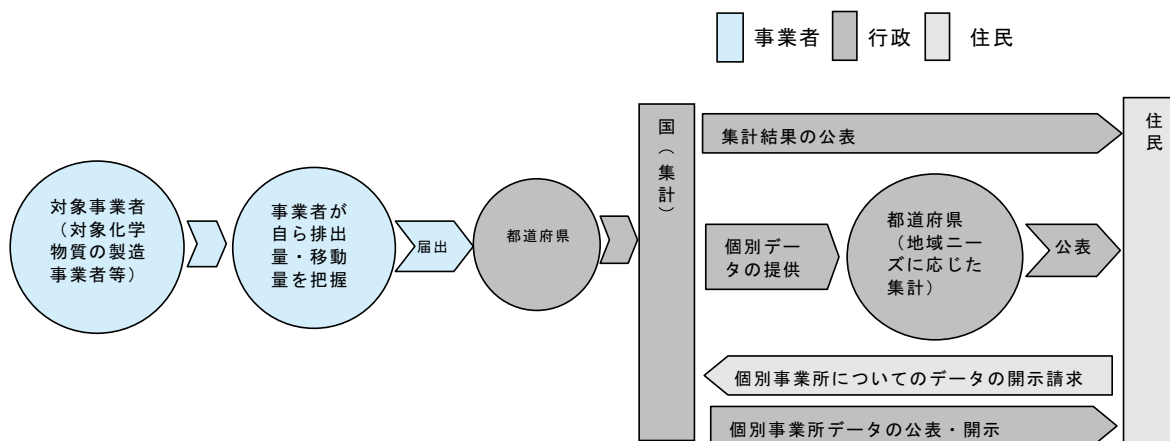 事業者
行政
住民
対象事業者
（対象化学
物質の製造
事業者等）
事業者が
自ら排出
量・移動
量を把握
届出
都道府県
国（集計）
集計結果の公表
個別デー
タの提供
都道府県
（地域ニー
ズに応じた
集計）
公表
個別事業所についてのデータの開示請求
個別事業所データの公表・開示
住民